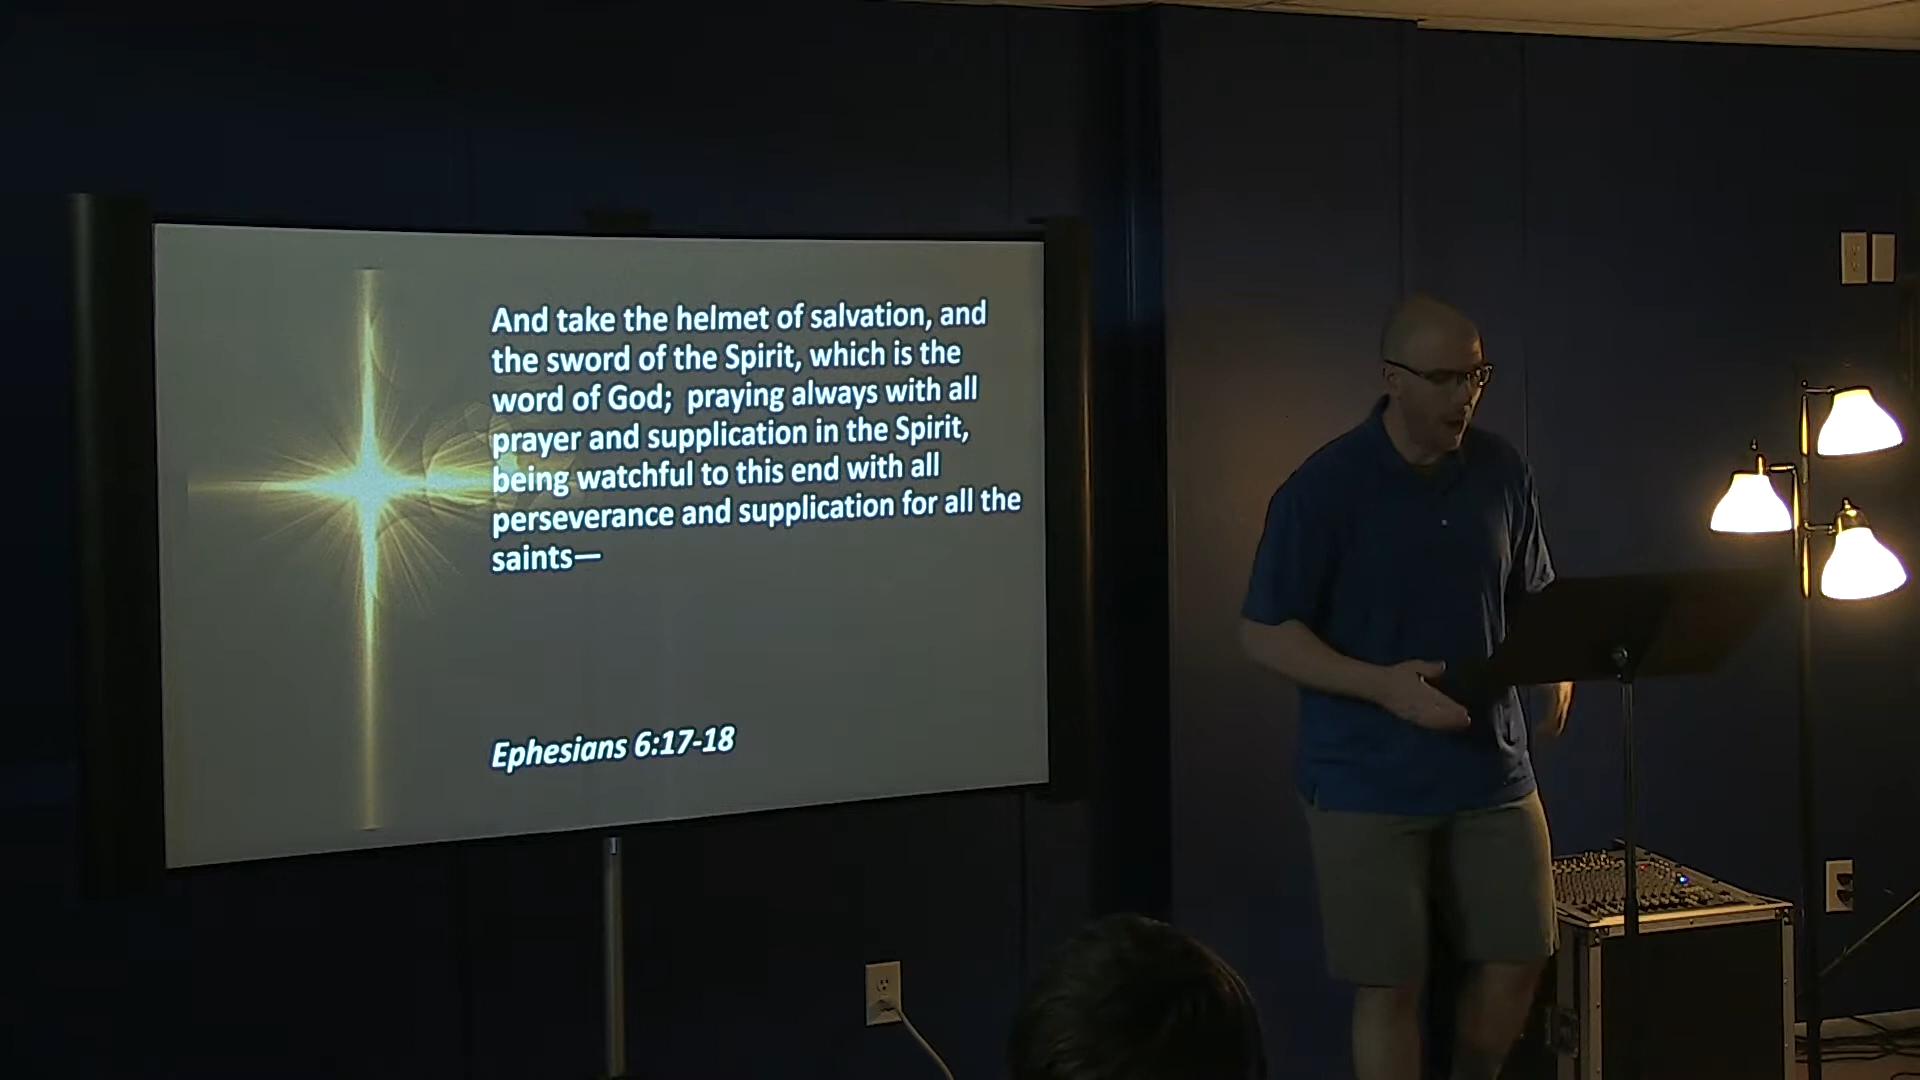 And take the helmet of salvation, and
the sword of the Spirit, which is the
word of God;  praying always with all
prayer and supplication in the Spirit,
being watchful to this end with all
perseverance and supplication for all the
saints—
Ephesians 6:17-18